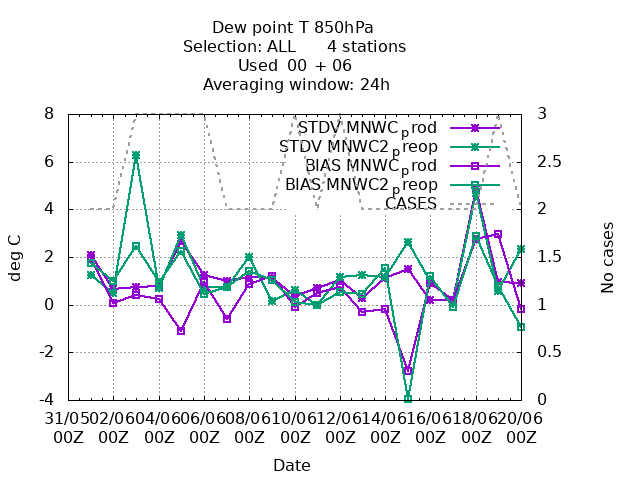 Dew point T 850hPa
Selection: ALL 4 stations
Used 00 + 06
Averaging window: 24h
8
6
4
2
0
-2
-4
3
2.5
2
1.5
1
0.5
0
deg C
No cases
STDV MNWC_prod
STDV MNWC2_preop
BIAS MNWC_prod
BIAS MNWC2_preop
CASES
31/05 02/06 04/06 06/06 08/06 10/06 12/06 14/06 16/06 18/06 20/06
00Z 00Z 00Z 00Z 00Z 00Z 00Z 00Z 00Z 00Z 00Z
Date